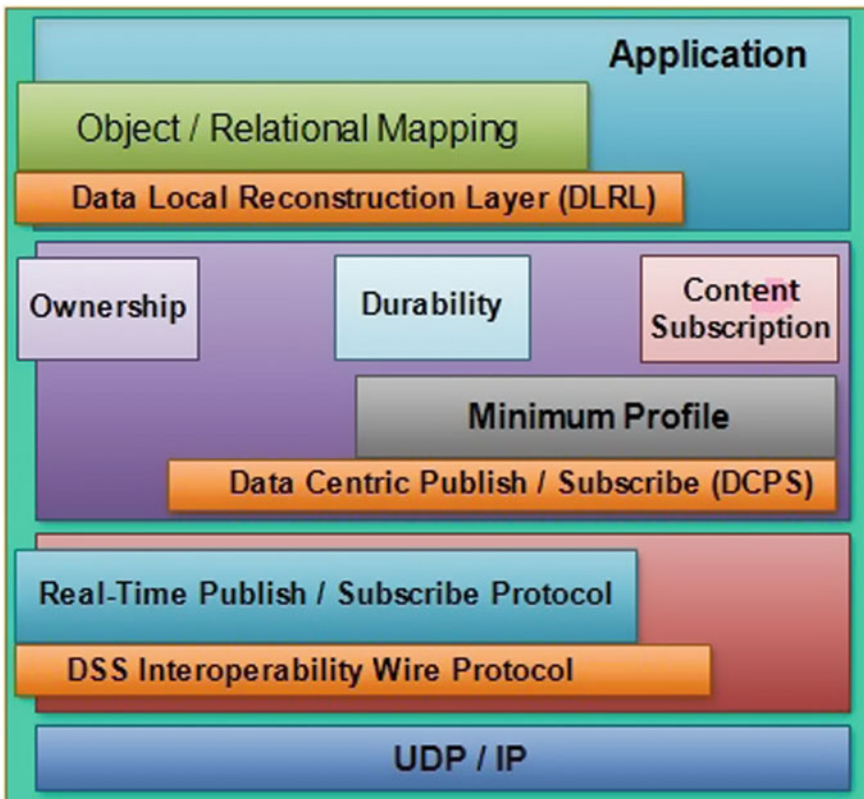 Application
Object / Relational Mapping
Data Local Reconstruction Layer (DLRL)
Ownership
Durability
Content
Subscription
Minimum Profile
Data Centric Publish / Subscribe (DCPS)
Real-Time Publish / Subscribe Protocol
DSS Interoperability Wire Protocol
UDP / IP